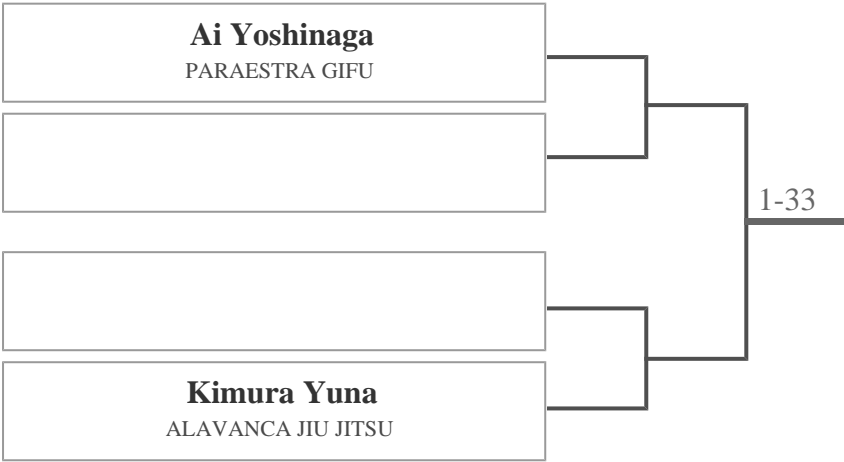 Ai Yoshinaga
PARAESTRA GIFU
1-33
Kimura Yuna
ALAVANCA JIU JITSU